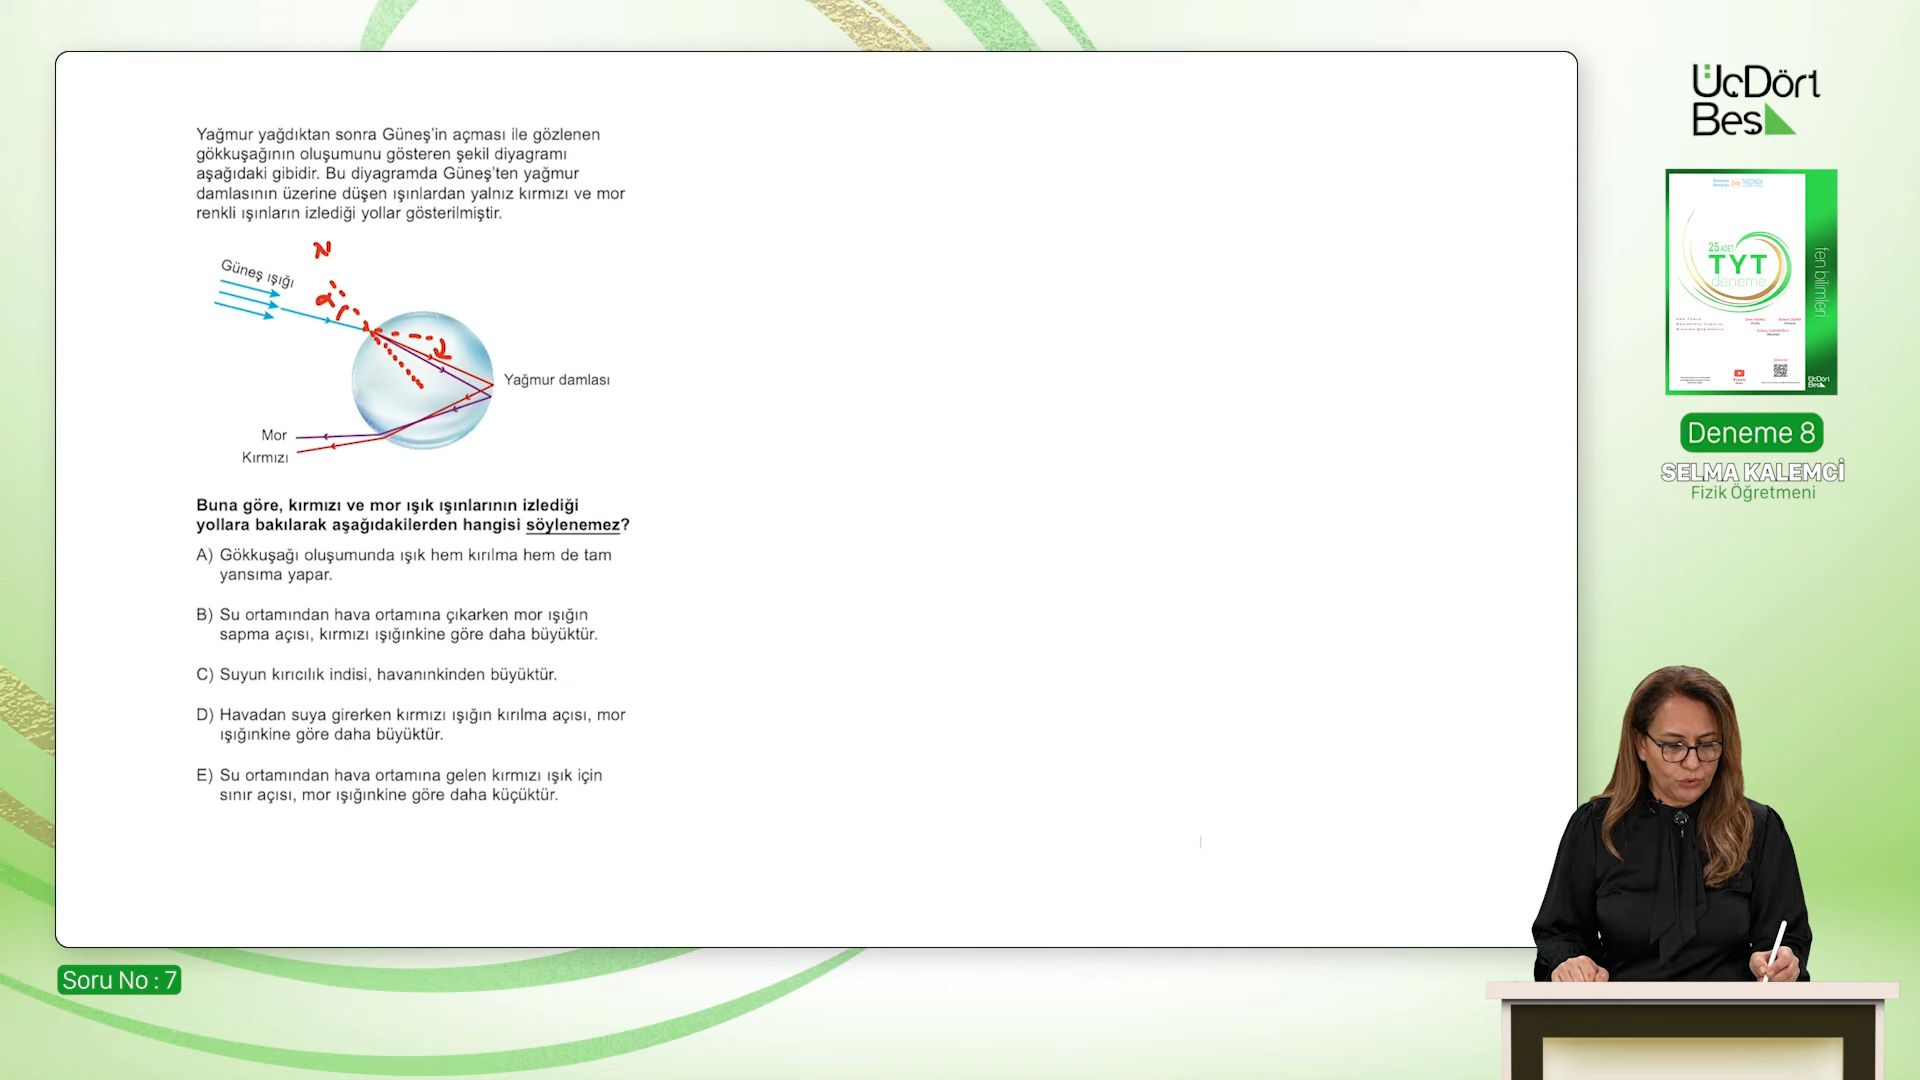 Yağmur yağdıktan sonra Güneş'in açması ile gözlenen
gökkuşağının oluşumunu gösteren şekil diyagramı
aşağıdaki gibidir. Bu diyagramda Güneş'ten yağmur
damlasının üzerine düşen ışınlardan yalnız kırmızı ve mor
renkli ışınların izlediği yollar gösterilmiştir.
N
Güneş ışığı
α
Yağmur damlası
Mor
Kırmızı
Buna göre, kırmızı ve mor ışık ışınlarının izlediği
yollara bakılarak aşağıdakilerden hangisi söylenemez?
A) Gökkuşağı oluşumunda ışık hem kırılma hem de tam
yansıma yapar.
B) Su ortamından hava ortamına çıkarken mor ışığın
sapma açısı, kırmızı ışığınkine göre daha büyüktür.
C) Suyun kırıcılık indisi, havanınkinden büyüktür.
D) Havadan suya girerken kırmızı ışığın kırılma açısı, mor
ışığınkine göre daha büyüktür.
E) Su ortamından hava ortamına gelen kırmızı ışık için
sınır açısı, mor ışığınkine göre daha küçüktür.
Soru No : 7
ÜçDört
Beş
25 ADET
TYT
deneme
fen bilimleri
ÜçDört
Beş
Deneme 8
SELMA KALEMCİ
Fizik Öğretmeni